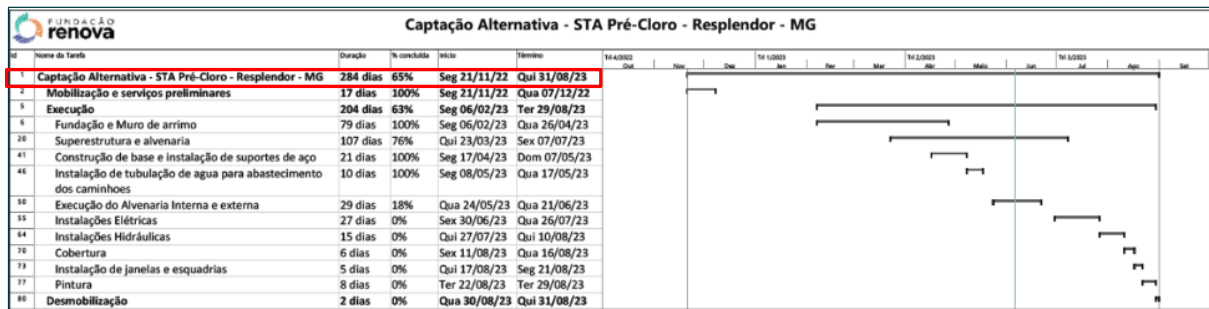 FUNDAÇÃO
renova
Captação Alternativa - STA Pré-Cloro - Resplendor - MG
Id Nome da Tarefa Duração % concluída Início Término Tri 4/2022 Tri 1/2023 Tri 2/2023 Tri 3/2023
Out Nov Dez Jan Fev Mar Abr Maio Jun Jul Ago Set
1 Captação Alternativa - STA Pré-Cloro - Resplendor - MG 284 dias 65% Seg 21/11/22 Qui 31/08/23
2 Mobilização e serviços preliminares 17 dias 100% Seg 21/11/22 Qua 07/12/22
5 Execução 204 dias 63% Seg 06/02/23 Ter 29/08/23
6 Fundação e Muro de arrimo 79 dias 100% Seg 06/02/23 Qua 26/04/23
20 Superestrutura e alvenaria 107 dias 76% Qui 23/03/23 Sex 07/07/23
41 Construção de base e instalação de suportes de aço 21 dias 100% Seg 17/04/23 Dom 07/05/23
46 Instalação de tubulação de agua para abastecimento 10 dias 100% Seg 08/05/23 Qua 17/05/23
dos caminhoes
50 Execução do Alvenaria Interna e externa 29 dias 18% Qua 24/05/23 Qua 21/06/23
55 Instalações Elétricas 27 dias 0% Sex 30/06/23 Qua 26/07/23
64 Instalações Hidráulicas 15 dias 0% Qui 27/07/23 Qui 10/08/23
70 Cobertura 6 dias 0% Sex 11/08/23 Qua 16/08/23
73 Instalação de janelas e esquadrias 5 dias 0% Qui 17/08/23 Seg 21/08/23
77 Pintura 8 dias 0% Ter 22/08/23 Ter 29/08/23
80 Desmobilização 2 dias 0% Qua 30/08/23 Qui 31/08/23